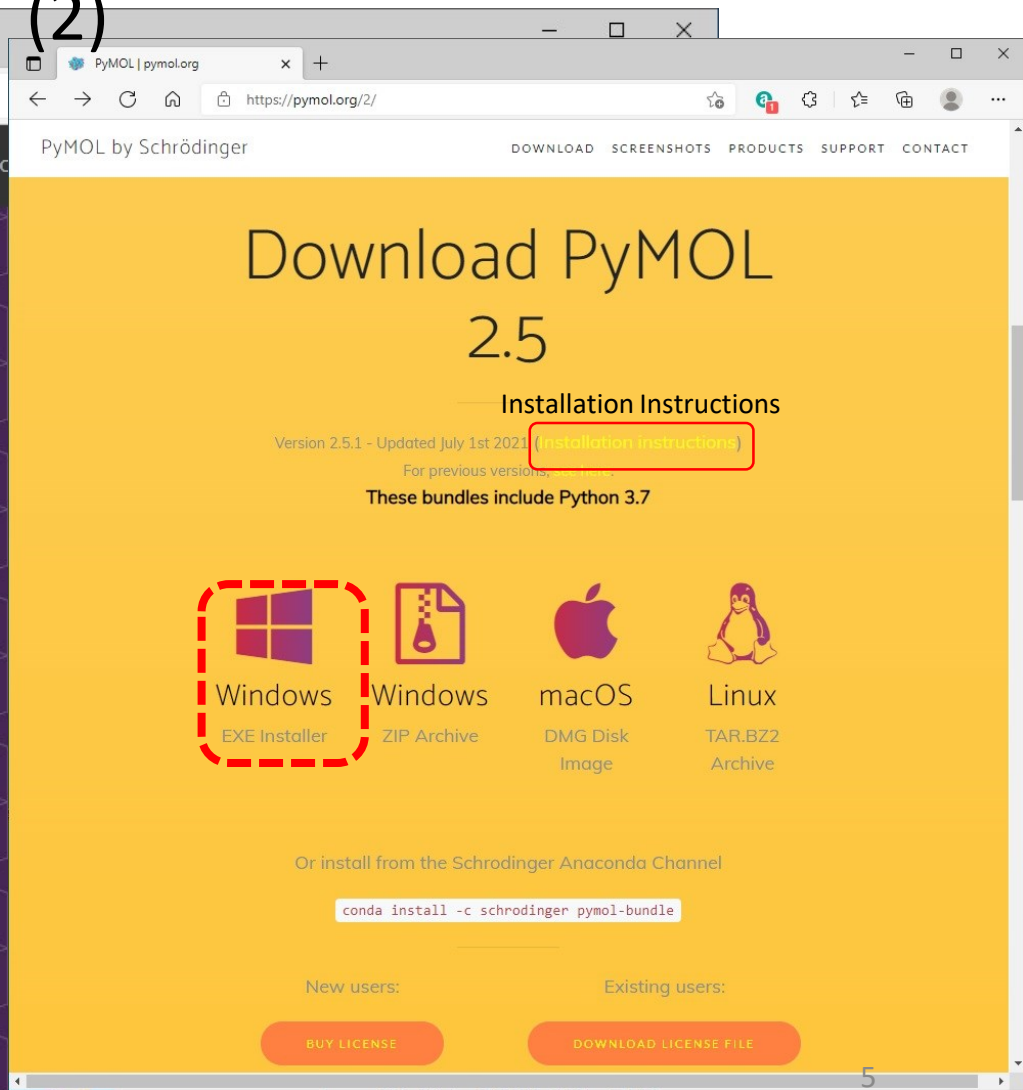 (2)
PyMOL | pymol.org
https://pymol.org/2/
PyMOL by Schrödinger
DOWNLOAD SCREENSHOTS PRODUCTS SUPPORT CONTACT
Download PyMOL
2.5
Installation Instructions
Version 2.5.1 - Updated July 1st 2021 (Installation instructions)
For previous versions, see here.
These bundles include Python 3.7
Windows Windows macOS Linux
EXE Installer ZIP Archive DMG Disk TAR.BZ2
Image Archive
Or install from the Schrodinger Anaconda Channel
conda install -c schrodinger pymol-bundle
New users: Existing users:
BUY LICENSE DOWNLOAD LICENSE FILE
5